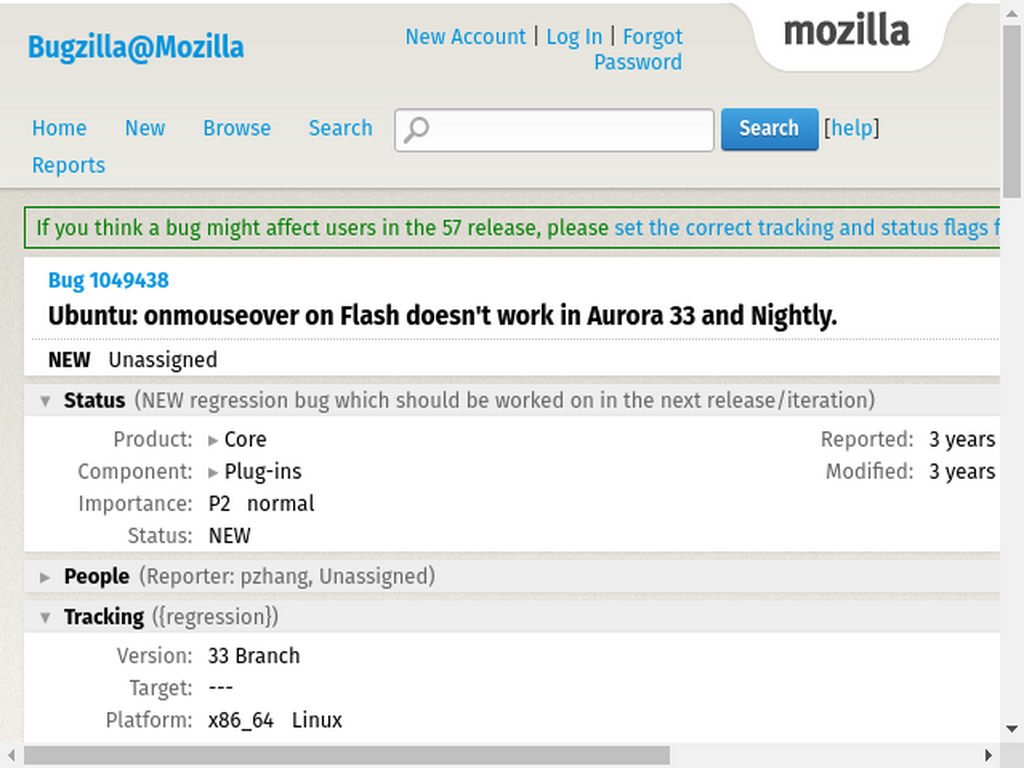 Bugzilla@Mozilla
New Account | Log In | Forgot
Password
mozilla
Home New Browse Search Search [help]
Reports
If you think a bug might affect users in the 57 release, please set the correct tracking and status flags f
Bug 1049438
Ubuntu: onmouseover on Flash doesn't work in Aurora 33 and Nightly.
NEW Unassigned
▼ Status (NEW regression bug which should be worked on in the next release/iteration)
Product: ▸ Core Reported: 3 years
Component: ▸ Plug-ins Modified: 3 years
Importance: P2 normal
Status: NEW
▸ People (Reporter: pzhang, Unassigned)
▼ Tracking ({regression})
Version: 33 Branch
Target: ---
Platform: x86_64 Linux